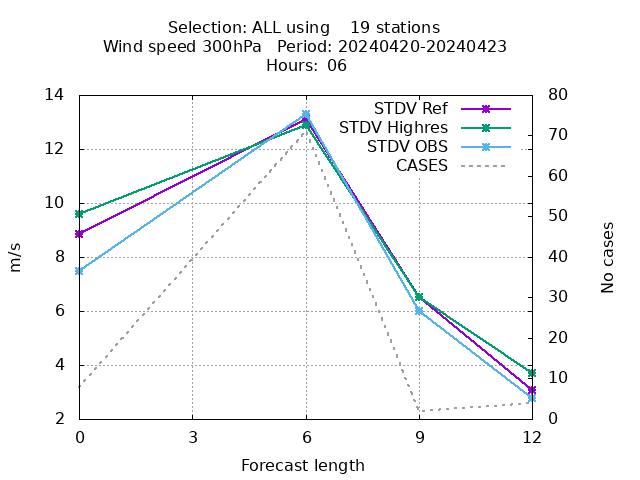 Selection: ALL using    19 stations
Wind speed 300hPa   Period: 20240420-20240423
Hours: 06
14
12
10
8
6
4
2
m/s
80
70
60
50
40
30
20
10
0
No cases
STDV Ref
STDV Highres
STDV OBS
CASES
0 3 6 9 12
Forecast length